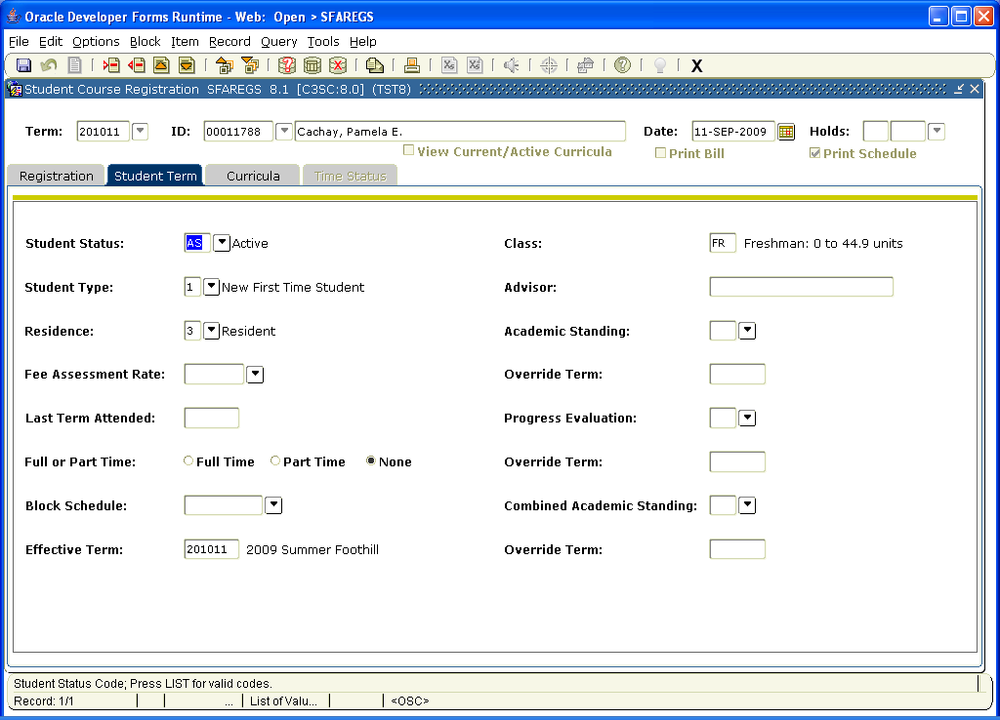 Oracle Developer Forms Runtime - Web: Open > SFAREGS
File Edit Options Block Item Record Query Tools Help
X
Student Course Registration SFAREGS 8.1 [C3SC:8.0] (TST8)
Term: 201011 ID: 00011788 Cachay, Pamela E. Date: 11-SEP-2009 Holds:
View Current/Active Curricula Print Bill Print Schedule
Registration Student Term Curricula Time Status
Student Status: AS Active Class: FR Freshman: 0 to 44.9 units
Student Type: 1 New First Time Student Advisor:
Residence: 3 Resident Academic Standing:
Fee Assessment Rate: Override Term:
Last Term Attended: Progress Evaluation:
Full or Part Time: Full Time Part Time None Override Term:
Block Schedule: Combined Academic Standing:
Effective Term: 201011 2009 Summer Foothill Override Term:
Student Status Code; Press LIST for valid codes.
Record: 1/1 ... List of Valu... <OSC>